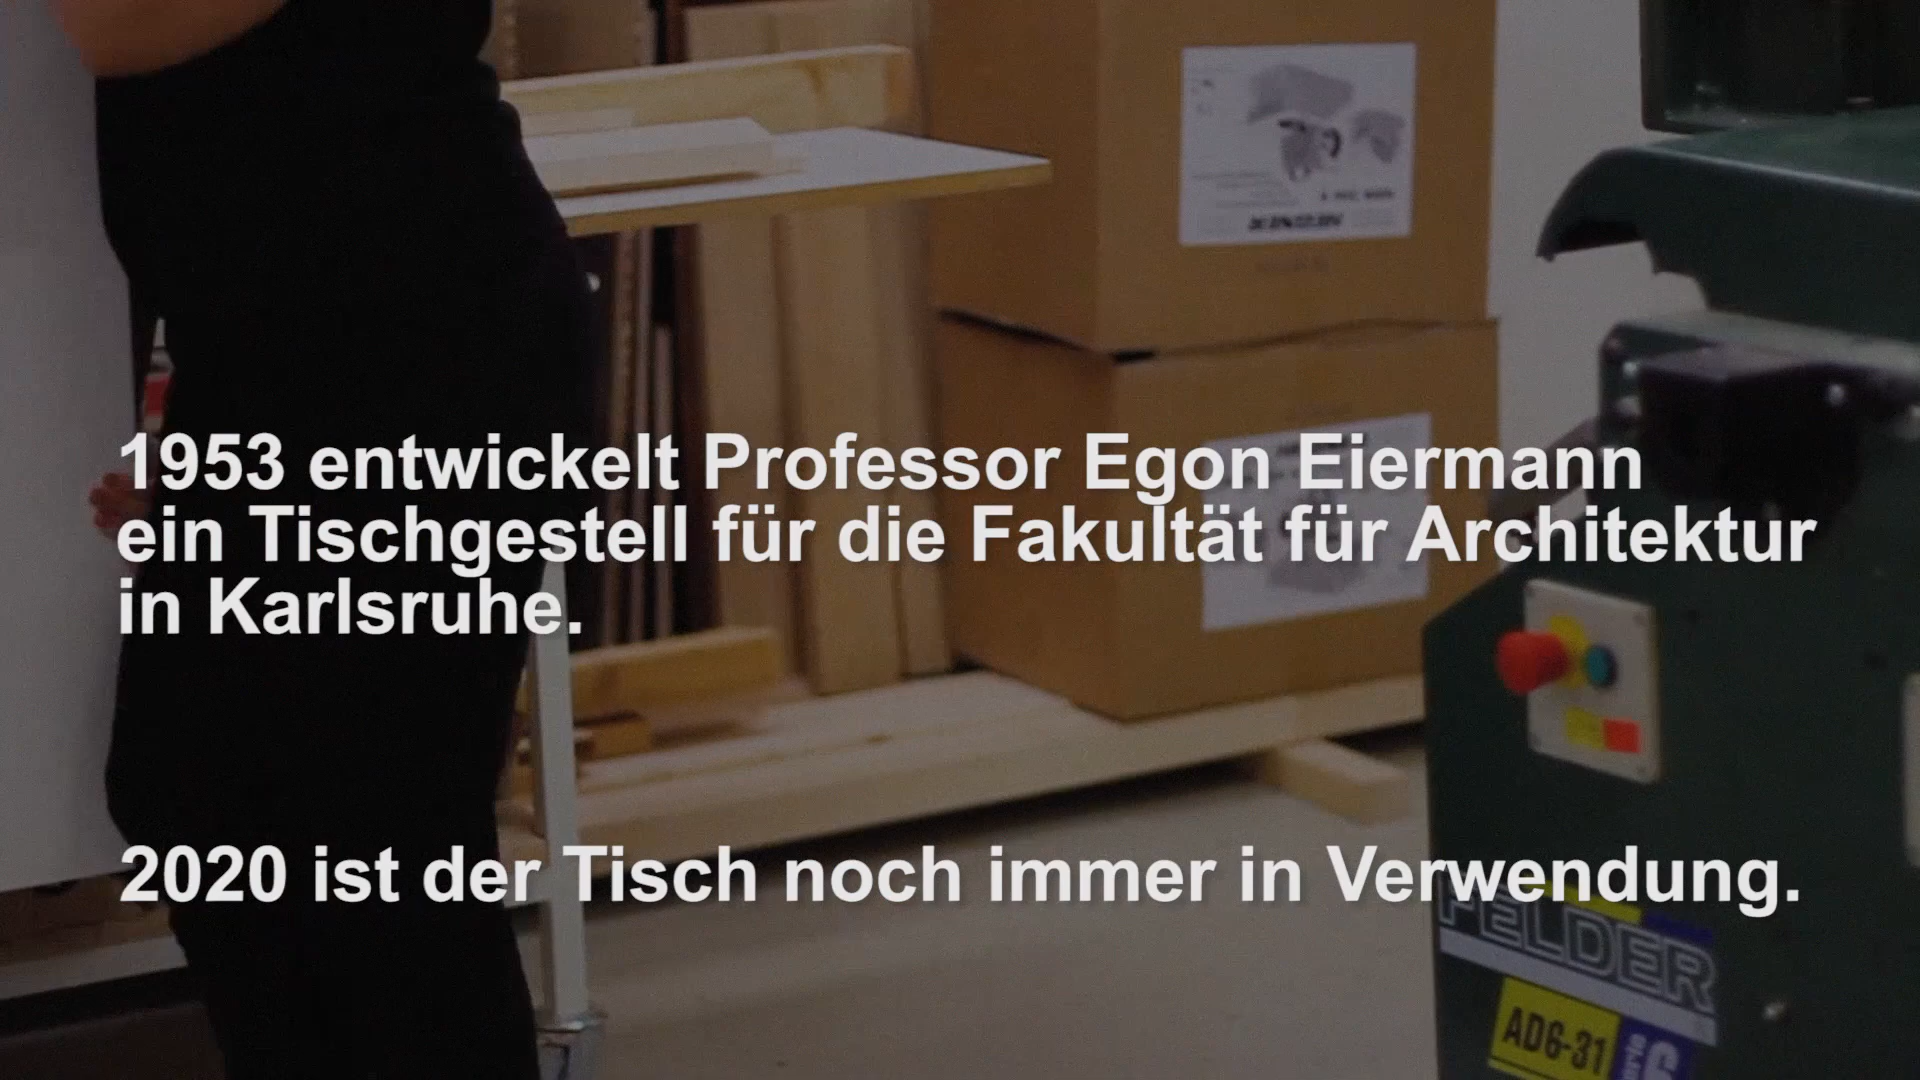 1953 entwickelt Professor Egon Eiermann
ein Tischgestell für die Fakultät für Architektur
in Karlsruhe.
2020 ist der Tisch noch immer in Verwendung.
FELDER
AD6-31